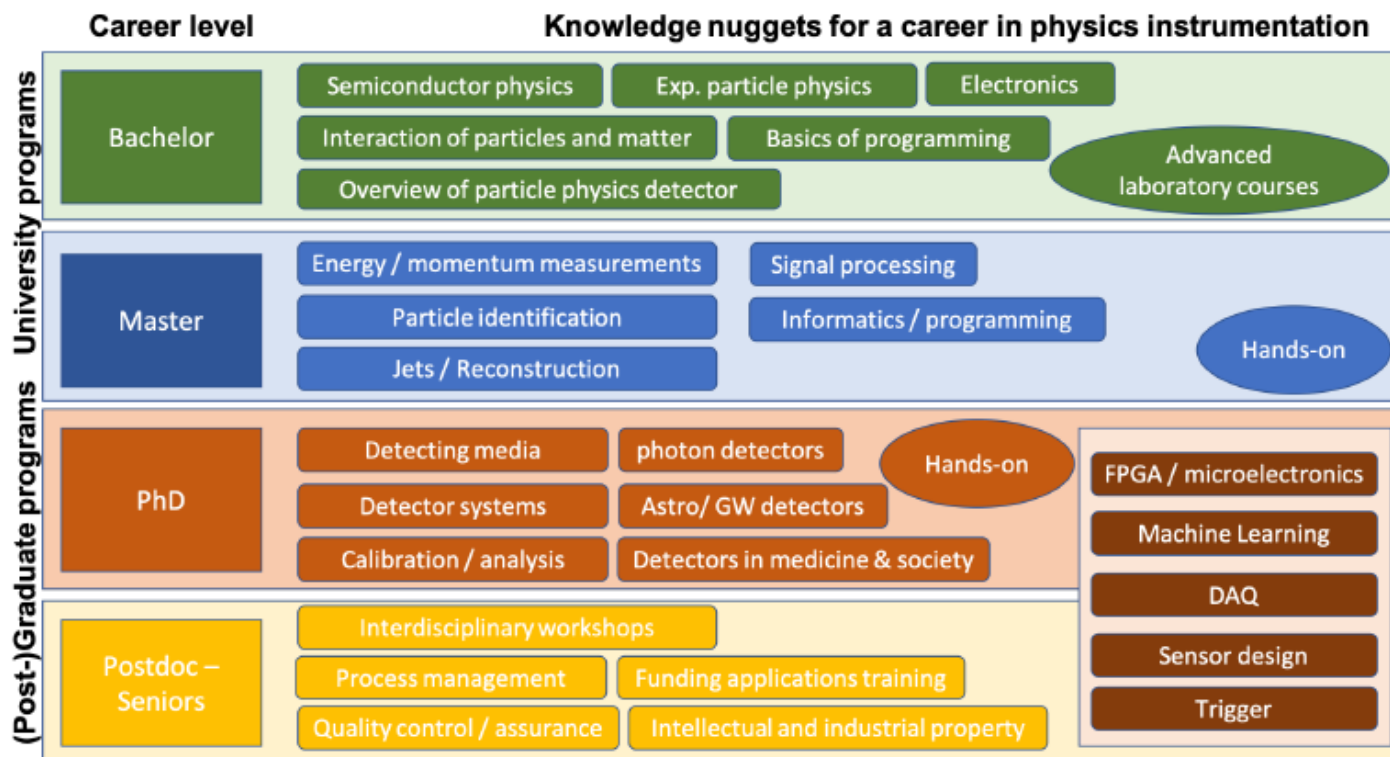 Career level
Knowledge nuggets for a career in physics instrumentation
University programs
Bachelor
Semiconductor physics
Exp. particle physics
Electronics
Interaction of particles and matter
Basics of programming
Overview of particle physics detector
Advanced
laboratory courses
Master
Energy / momentum measurements
Signal processing
Particle identification
Informatics / programming
Jets / Reconstruction
Hands-on
(Post-)Graduate programs
PhD
Detecting media
photon detectors
Hands-on
Detector systems
Astro/ GW detectors
Calibration / analysis
Detectors in medicine & society
Postdoc –
Seniors
Interdisciplinary workshops
Process management
Funding applications training
Quality control / assurance
Intellectual and industrial property
FPGA / microelectronics
Machine Learning
DAQ
Sensor design
Trigger